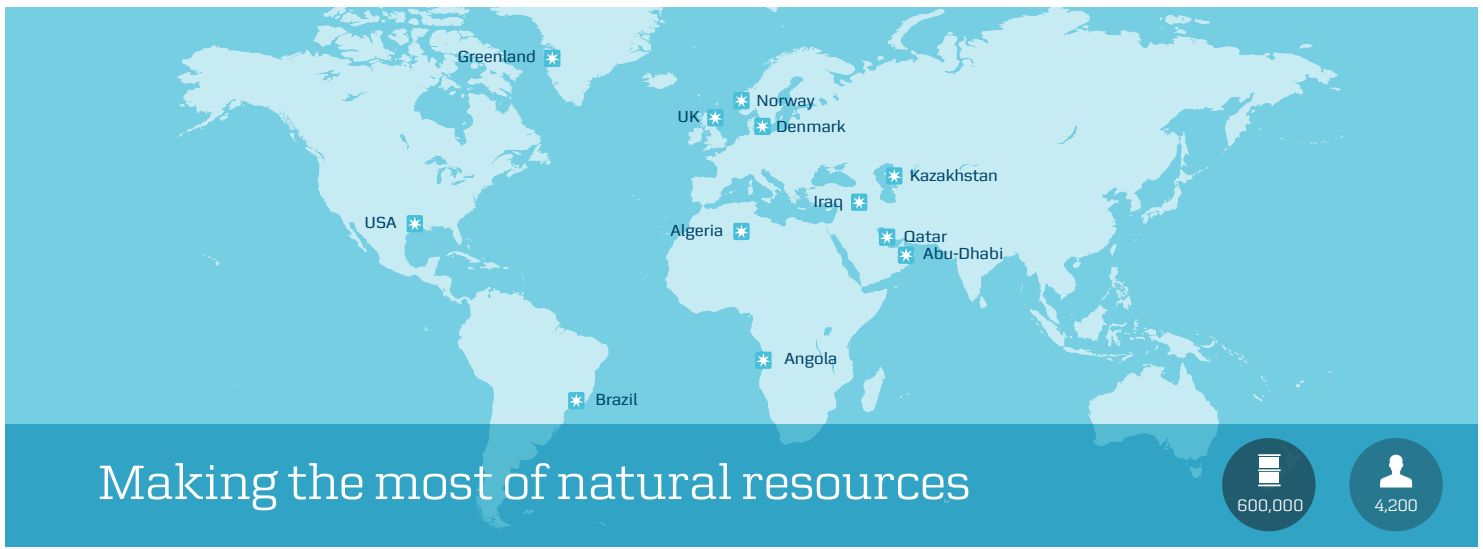 Greenland
Norway
UK
Denmark
Kazakhstan
Iraq
USA
Algeria
Qatar
Abu-Dhabi
Angola
Brazil
Making the most of natural resources
600,000
4,200